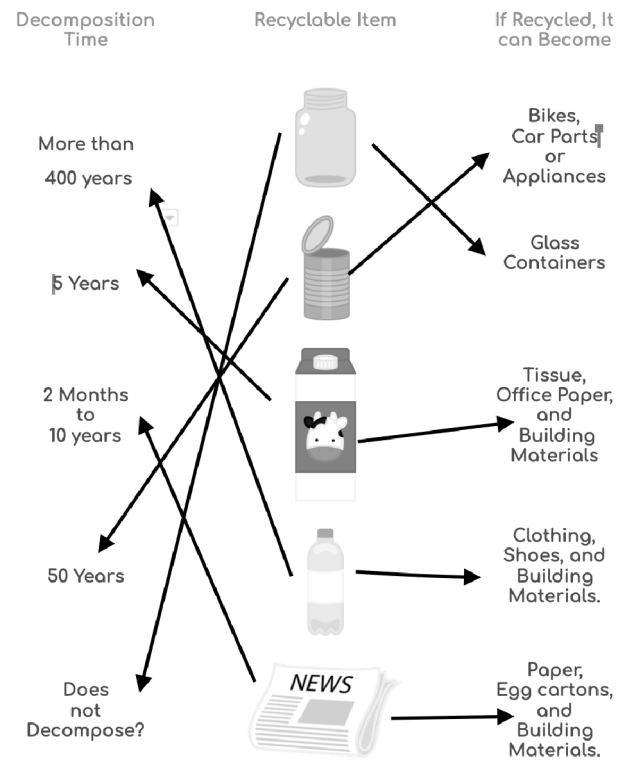 Decomposition
Time
Recyclable Item
If Recycled, It
can Become
More than
400 years
5 Years
2 Months
to
10 years
50 Years
Does
not
Decompose?
NEWS
Bikes,
Car Parts
or
Appliances
Glass
Containers
Tissue,
Office Paper,
and
Building
Materials
Clothing,
Shoes, and
Building
Materials.
Paper,
Egg cartons,
and
Building
Materials.